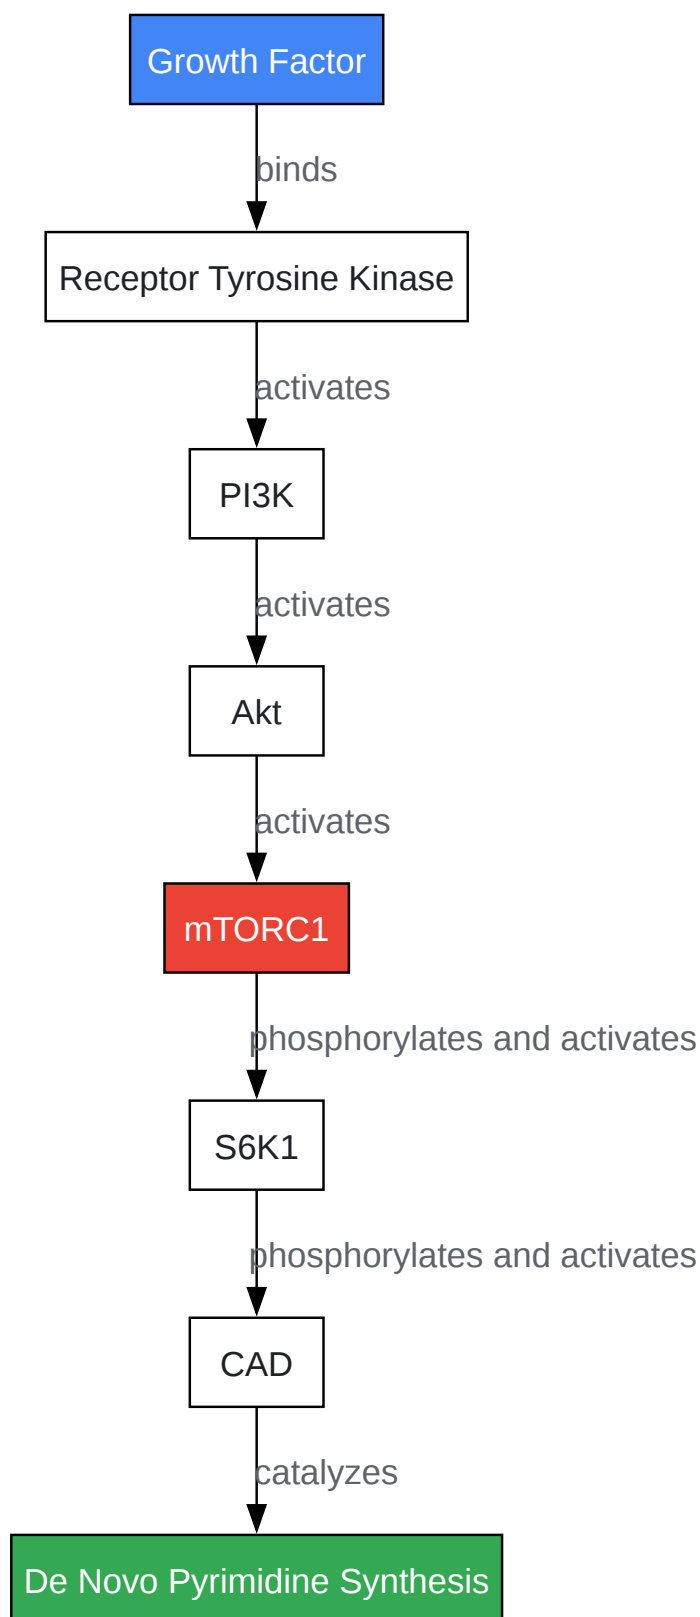 Growth Factor
binds
Receptor Tyrosine Kinase
activates
PI3K
activates
Akt
activates
mTORC1
phosphorylates and activates
S6K1
phosphorylates and activates
CAD
catalyzes
De Novo Pyrimidine Synthesis